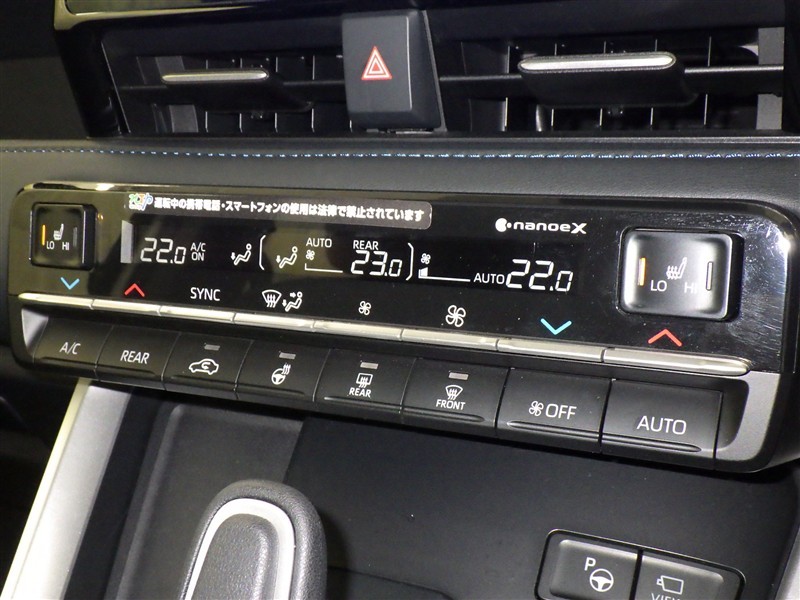 運転中の携帯電話・スマートフォンの使用は法律で禁止されています
nanoeX
LO HI
22.0 A/C ON
AUTO REAR 23.0
AUTO 22.0
LO HI
SYNC
A/C
REAR
REAR
FRONT
OFF
AUTO
P
VIEW